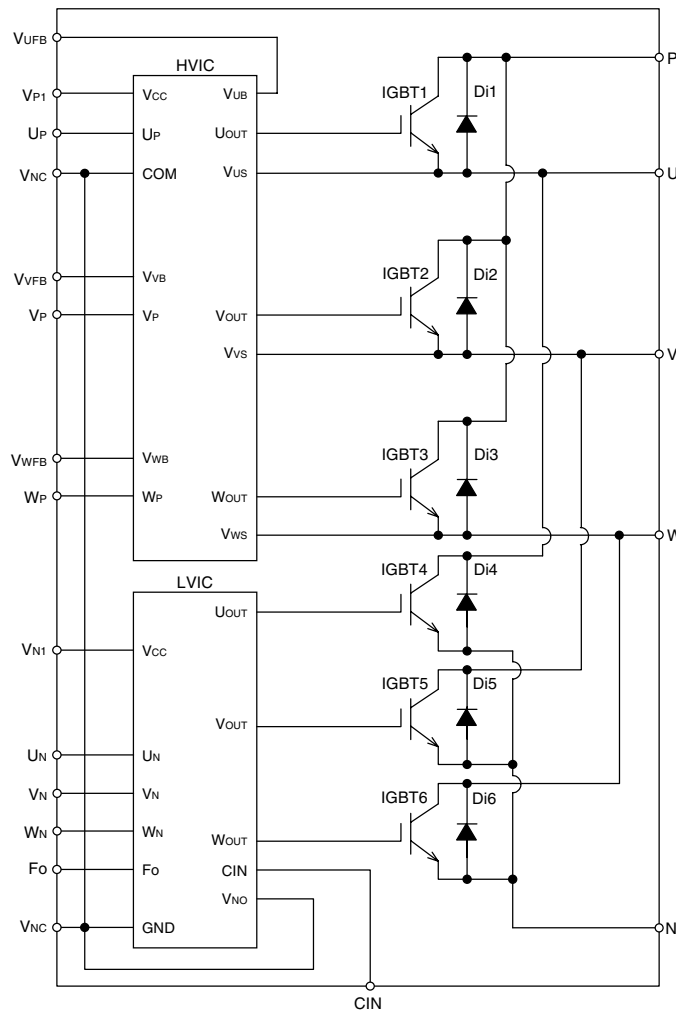 VUFB
HVIC
P
VP1
VCC
VUB
IGBT1
Di1
UP
UP
UOUT
VNC
COM
VUS
U
VVFB
VVB
IGBT2
Di2
VP
VP
VOUT
VVS
V
VWFB
VWB
IGBT3
Di3
WP
WP
WOUT
VWS
W
LVIC
IGBT4
Di4
UOUT
VN1
VCC
IGBT5
Di5
VOUT
UN
UN
VN
VN
IGBT6
Di6
WN
WN
WOUT
Fo
Fo
CIN
VNO
VNC
GND
N
CIN